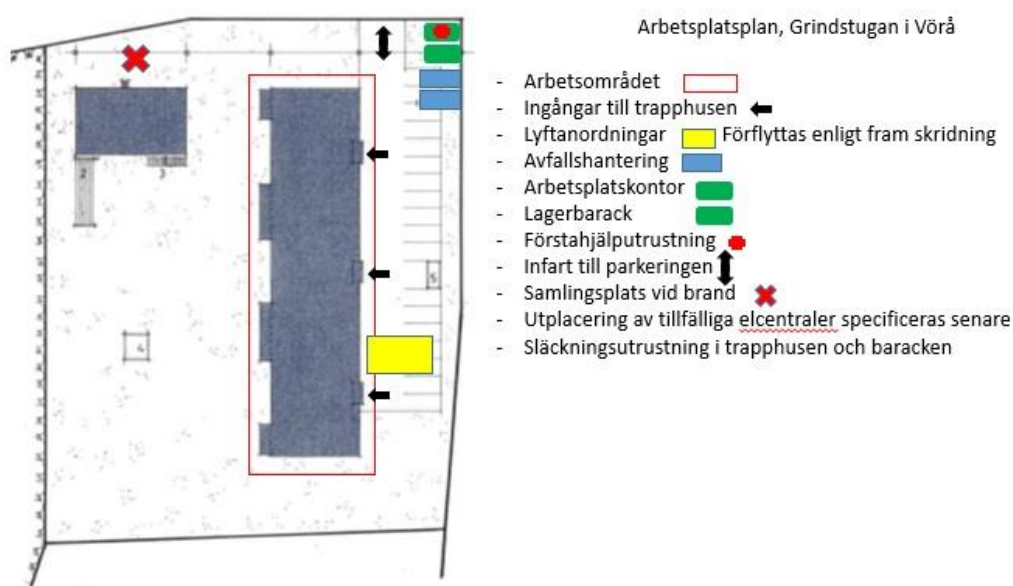 Arbetsplatsplan, Grindstugan i Vörå
- Arbetsområdet
- Ingångar till trapphusen
- Lyftanordningar Förflyttas enligt fram skridning
- Avfallshantering
- Arbetsplatskontor
- Lagerbarack
- Förstahjälputrustning
- Infart till parkeringen
- Samlingsplats vid brand
- Utplacering av tillfälliga elcentraler specificeras senare
- Släckningsutrustning i trapphusen och baracken
2
3
5
4